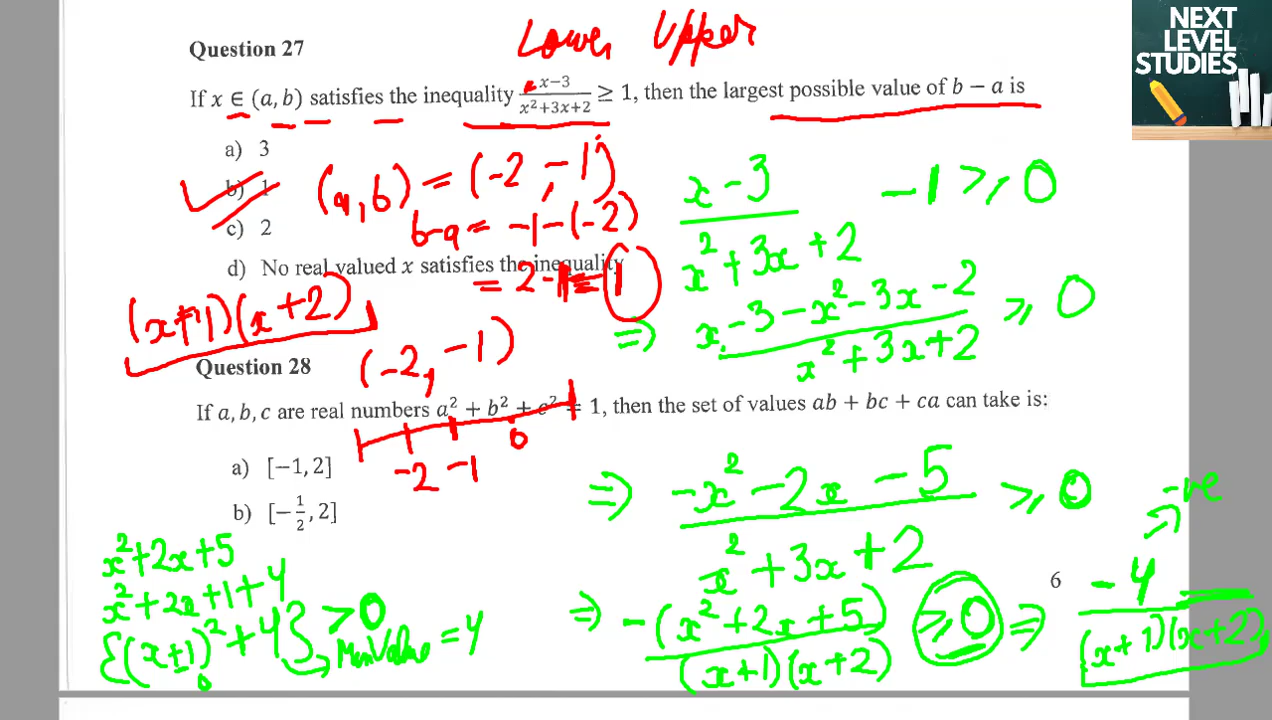 NEXT
LEVEL
STUDIES
Lower Upper
Question 27
If x ∈ (a, b) satisfies the inequality (x−3)/(x²+3x+2) ≥ 1, then the largest possible value of b − a is
a) 3
b) 1
c) 2
d) No real valued x satisfies the inequality
(a, b) = (-2, -1)
b-a = -1-(-2)
= 2-1 = 1
(x+1)(x+2)
x-3 / x²+3x+2 -1 ≥ 0
⇒ x-3-x²-3x-2 / x²+3x+2 ≥ 0
Question 28
(-2, -1)
If a, b, c are real numbers a² + b² + c² = 1, then the set of values ab + bc + ca can take is:
-2 -1 0
a) [−1, 2]
b) [−1/2, 2]
⇒ -x²-2x-5 / x²+3x+2 ≥ 0
x²+2x+5
x²+2x+1+4
{(x+1)²+4} > 0
0
Min Value = 4
⇒ -(x²+2x+5) / (x+1)(x+2) ≥ 0 ⇒ -4 / (x+1)(x+2)
-ve
6